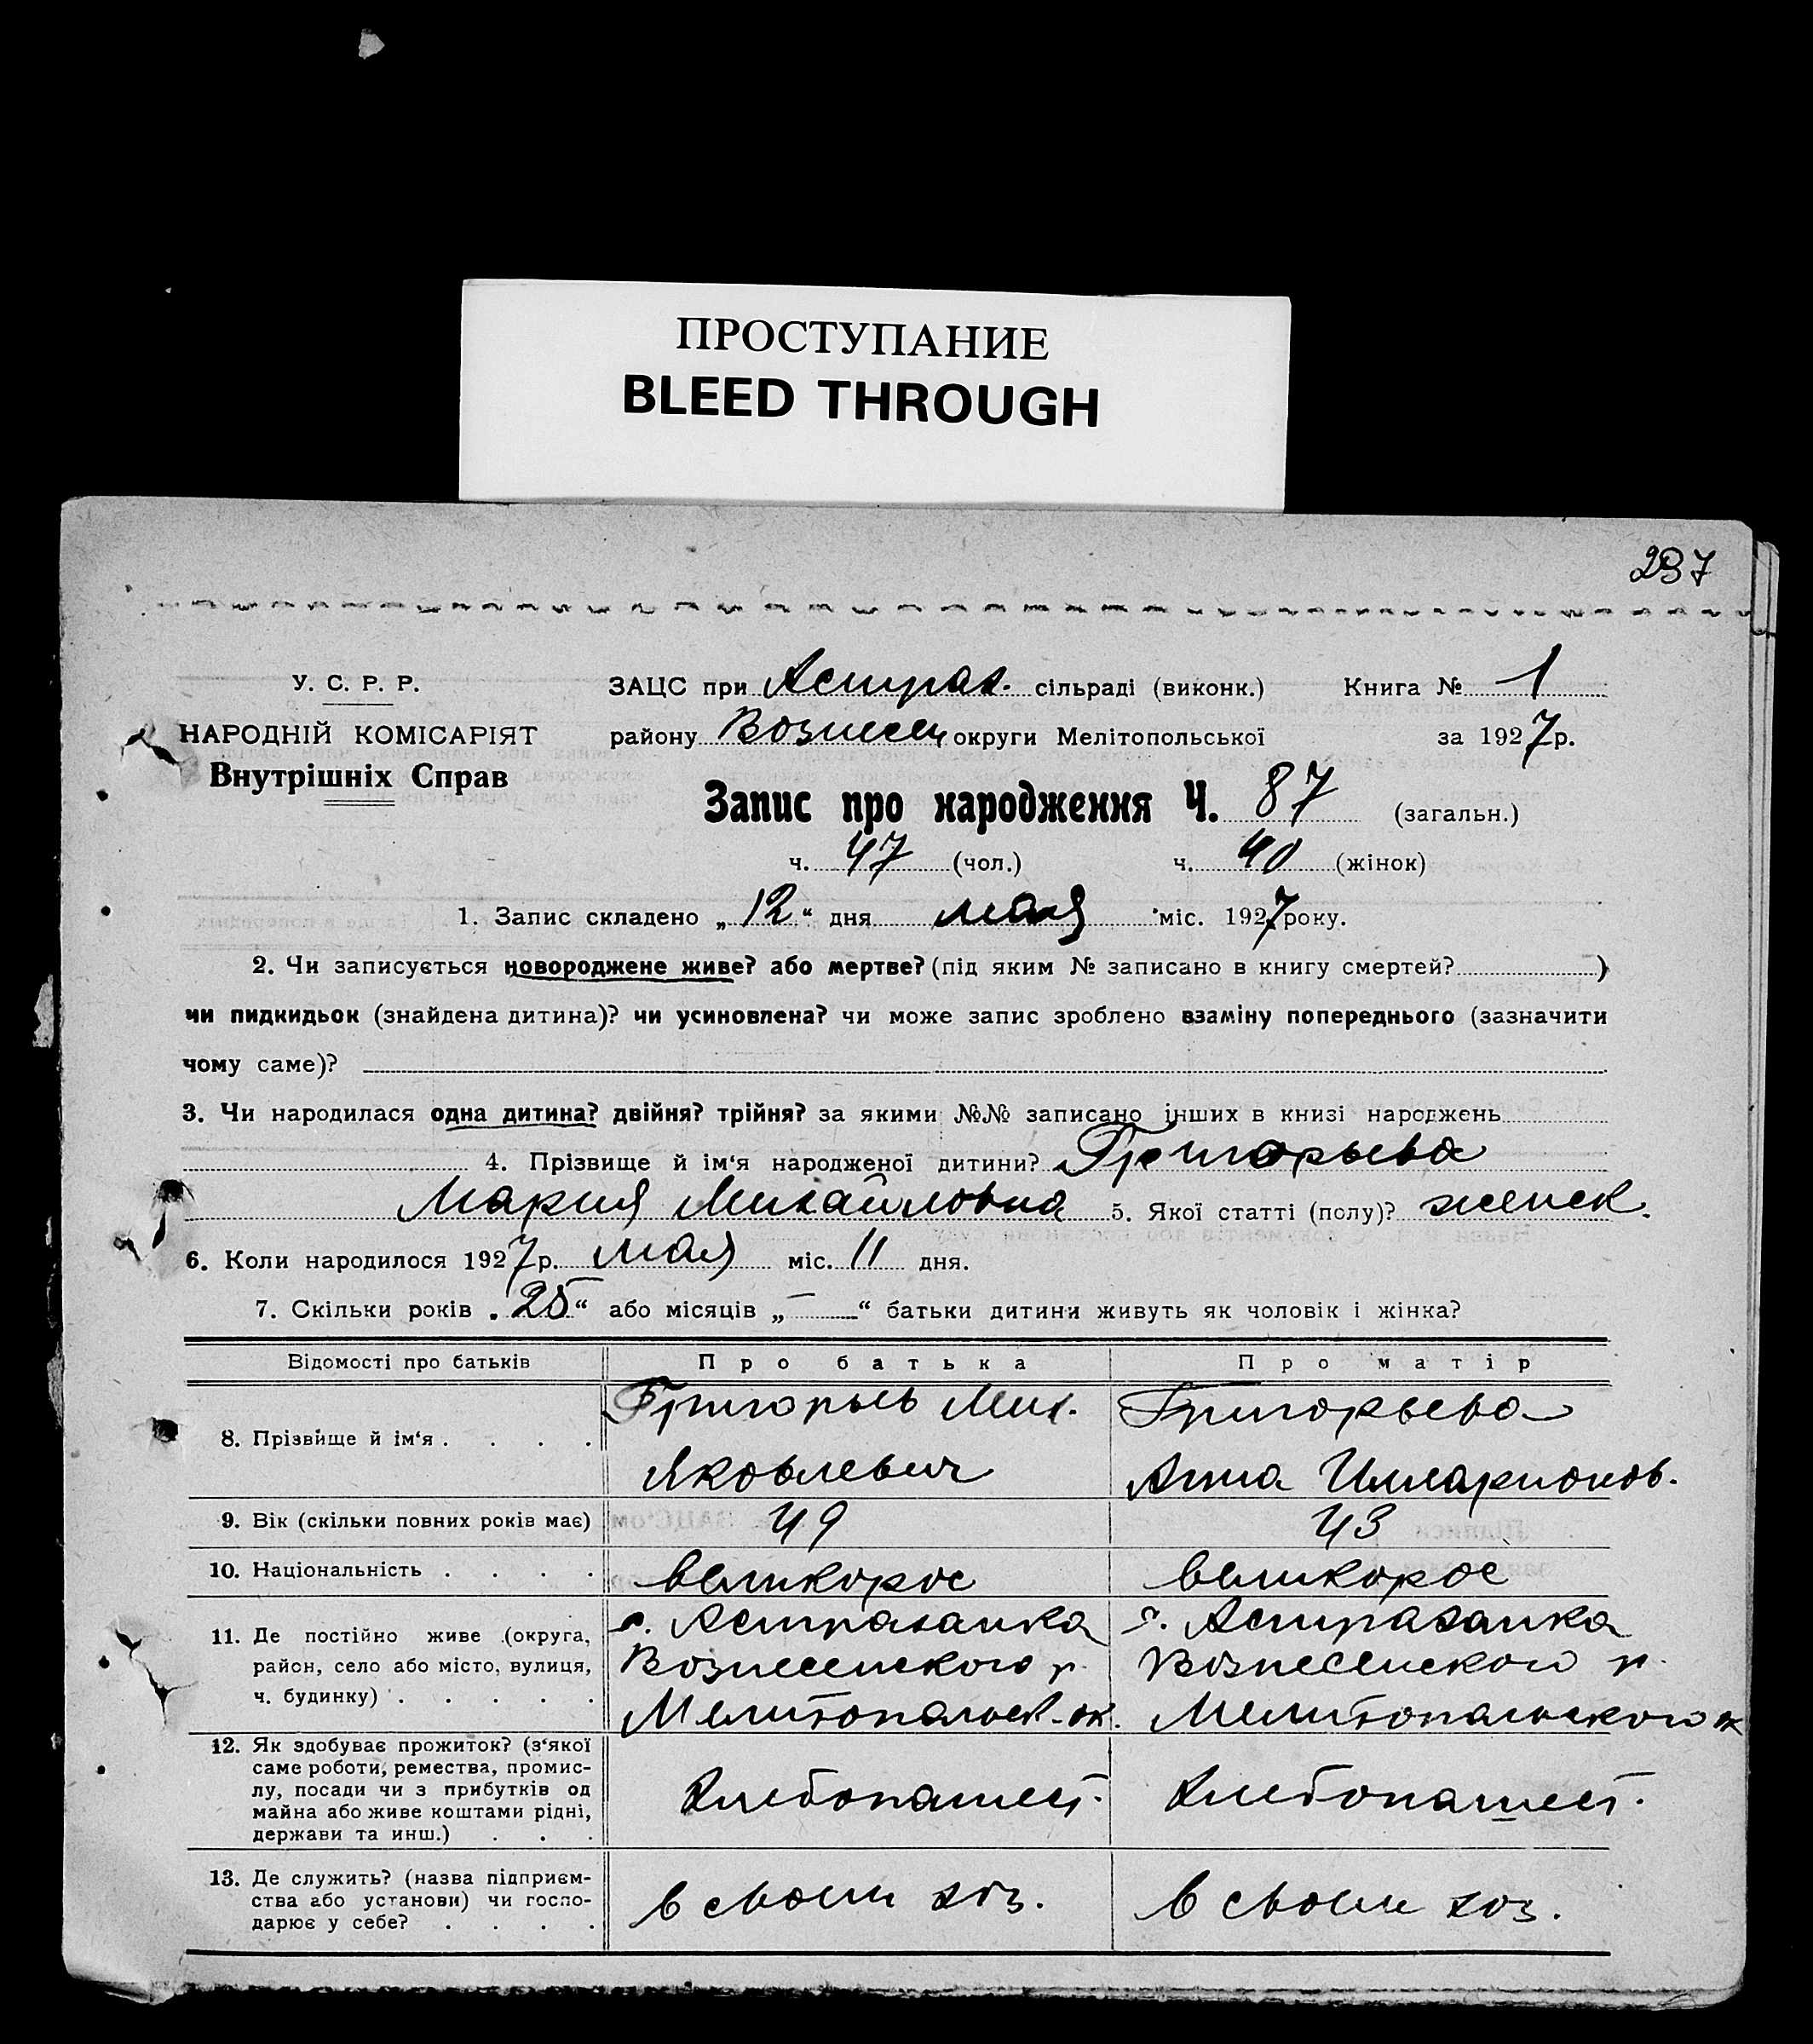 ПРОСТУПАНИЕ
BLEED THROUGH
237
У. С. Р. Р.
ЗАЦС при Астрах. сільраді (виконк.) Книга № 1
НАРОДНІЙ КОМІСАРІЯТ
району Вознесен округи Мелітопольської за 1927 р.
Внутрішніх Справ
Запис про народження Ч. 87 (загальн.)
ч. 47 (чол.) ч. 40 (жінок)
1. Запис складено „12“ дня мая міс. 1927 року.
2. Чи записується новороджене живе? або мертве? (під яким № записано в книгу смертей? )
чи пидкидьок (знайдена дитина)? чи усиновлена? чи може запис зроблено взаміну попереднього (зазначити
чому саме)?
3. Чи народилася одна дитина? двійня? трійня? за якими №№ записано інших в книзі народжень
4. Прізвище й ім‘я народженої дитини? Григорьева
Мария Михайловна 5. Якої статті (полу)? женск.
6. Коли народилося 1927 р. мая міс. 11 дня.
7. Скільки років „25“ або місяців „—“ батьки дитини живуть як чоловік і жінка?
Відомості про батьків Про батька Про матір
8. Прізвище й ім‘я . . . .
Григорьев Мих.
Яковлевич
Григорьева
Анна Илларионов.
9. Вік (скільки повних років має) 49 43
10. Національність . . . . великорос великорос
11. Де постійно живе (округа,
район, село або місто, вулиця,
ч. будинку) . . . . .
с. Астраханка
Вознесенского р.
Мелитопольск. ок.
с. Астраханка
Вознесенского р.
Мелитопольского ок
12. Як здобуває прожиток? (з‘якої
саме роботи, ремества, промис-
лу, посади чи з прибутків од
майна або живе коштами рідні,
держави та инш.) . . .
Хлебопашест.
Хлебопашест.
13. Де служить? (назва підприєм-
ства або установи) чи госпо-
дарює у себе? . . . .
в своем хоз.
в своем хоз.